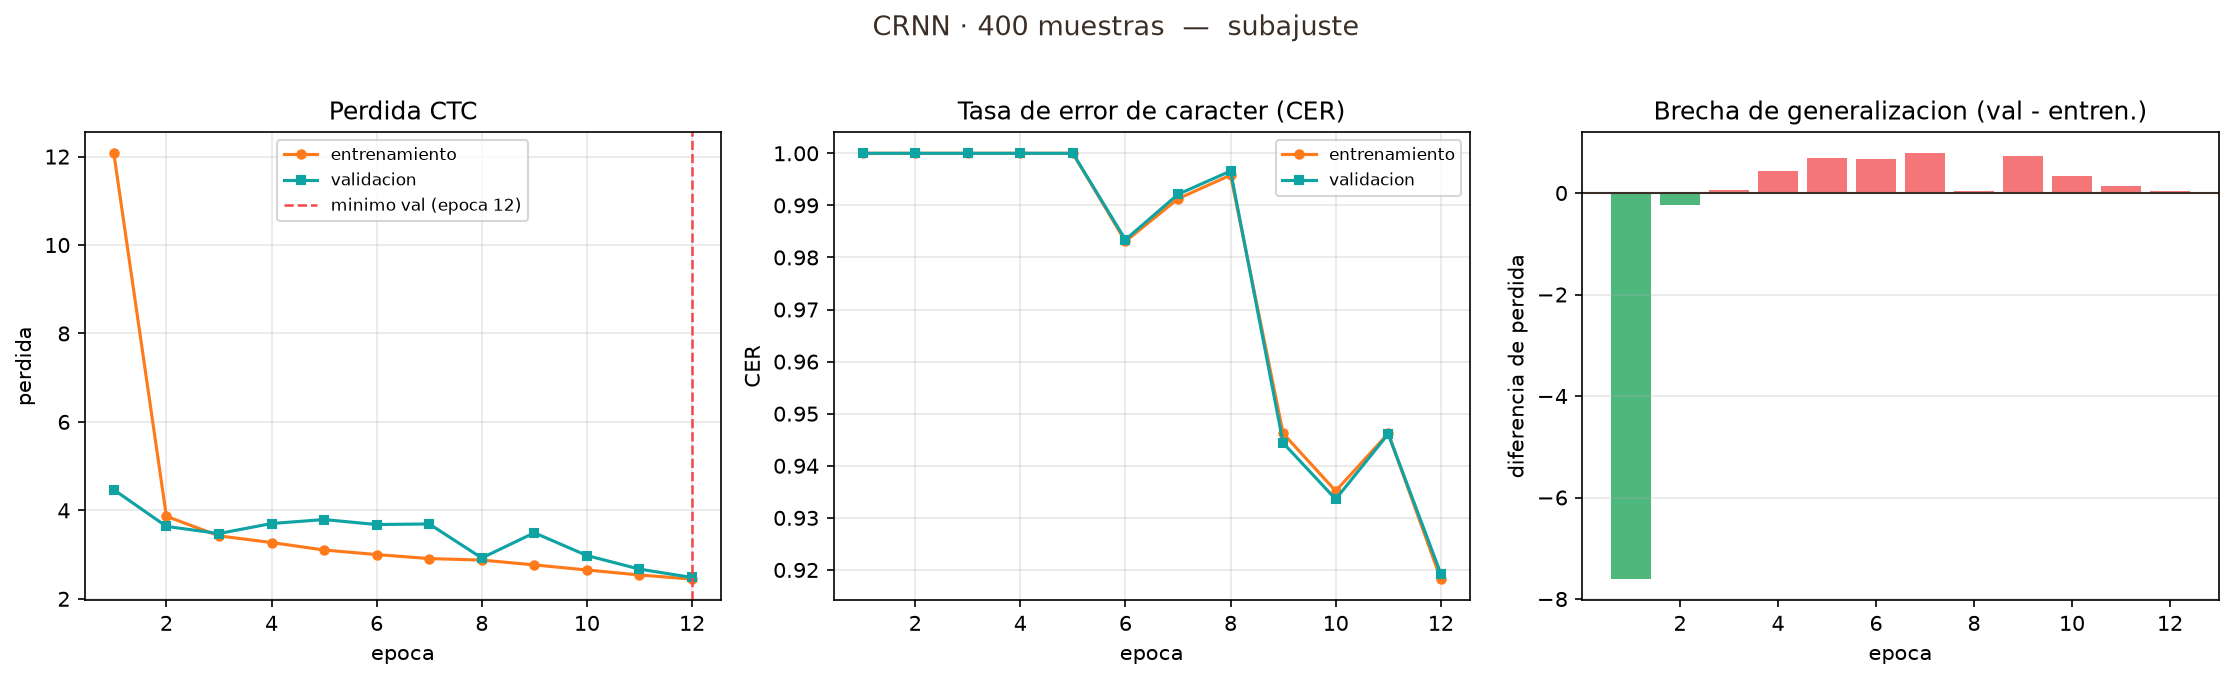 CRNN · 400 muestras — subajuste
Perdida CTC
perdida
12
10
8
6
4
2
entrenamiento
validacion
minimo val (epoca 12)
2 4 6 8 10 12
epoca
Tasa de error de caracter (CER)
CER
1.00
0.99
0.98
0.97
0.96
0.95
0.94
0.93
0.92
entrenamiento
validacion
2 4 6 8 10 12
epoca
Brecha de generalizacion (val - entren.)
diferencia de perdida
0
−2
−4
−6
−8
2 4 6 8 10 12
epoca